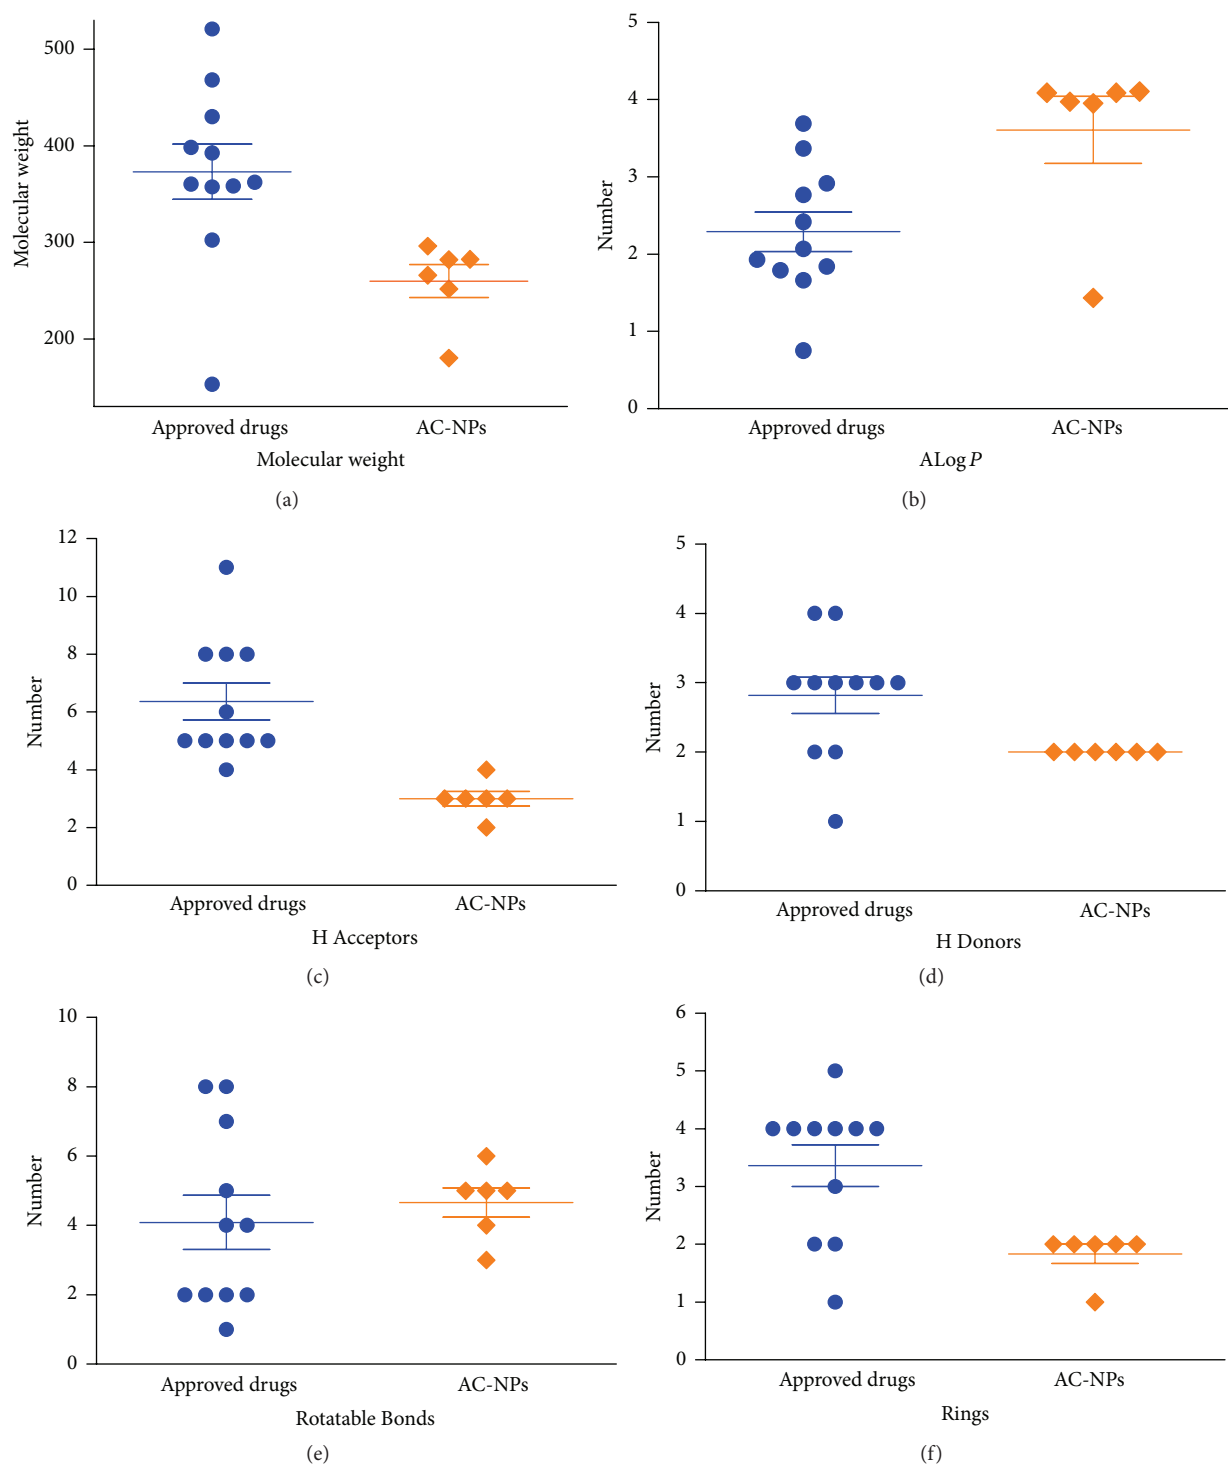 Molecular weight
500
400
300
200
Approved drugs
AC-NPs
Molecular weight
(a)
Number
5
4
3
2
1
0
Approved drugs
AC-NPs
ALog P
(b)
Number
12
10
8
6
4
2
0
Approved drugs
AC-NPs
H Acceptors
(c)
Number
5
4
3
2
1
0
Approved drugs
AC-NPs
H Donors
(d)
Number
10
8
6
4
2
0
Approved drugs
AC-NPs
Rotatable Bonds
(e)
Number
6
5
4
3
2
1
0
Approved drugs
AC-NPs
Rings
(f)